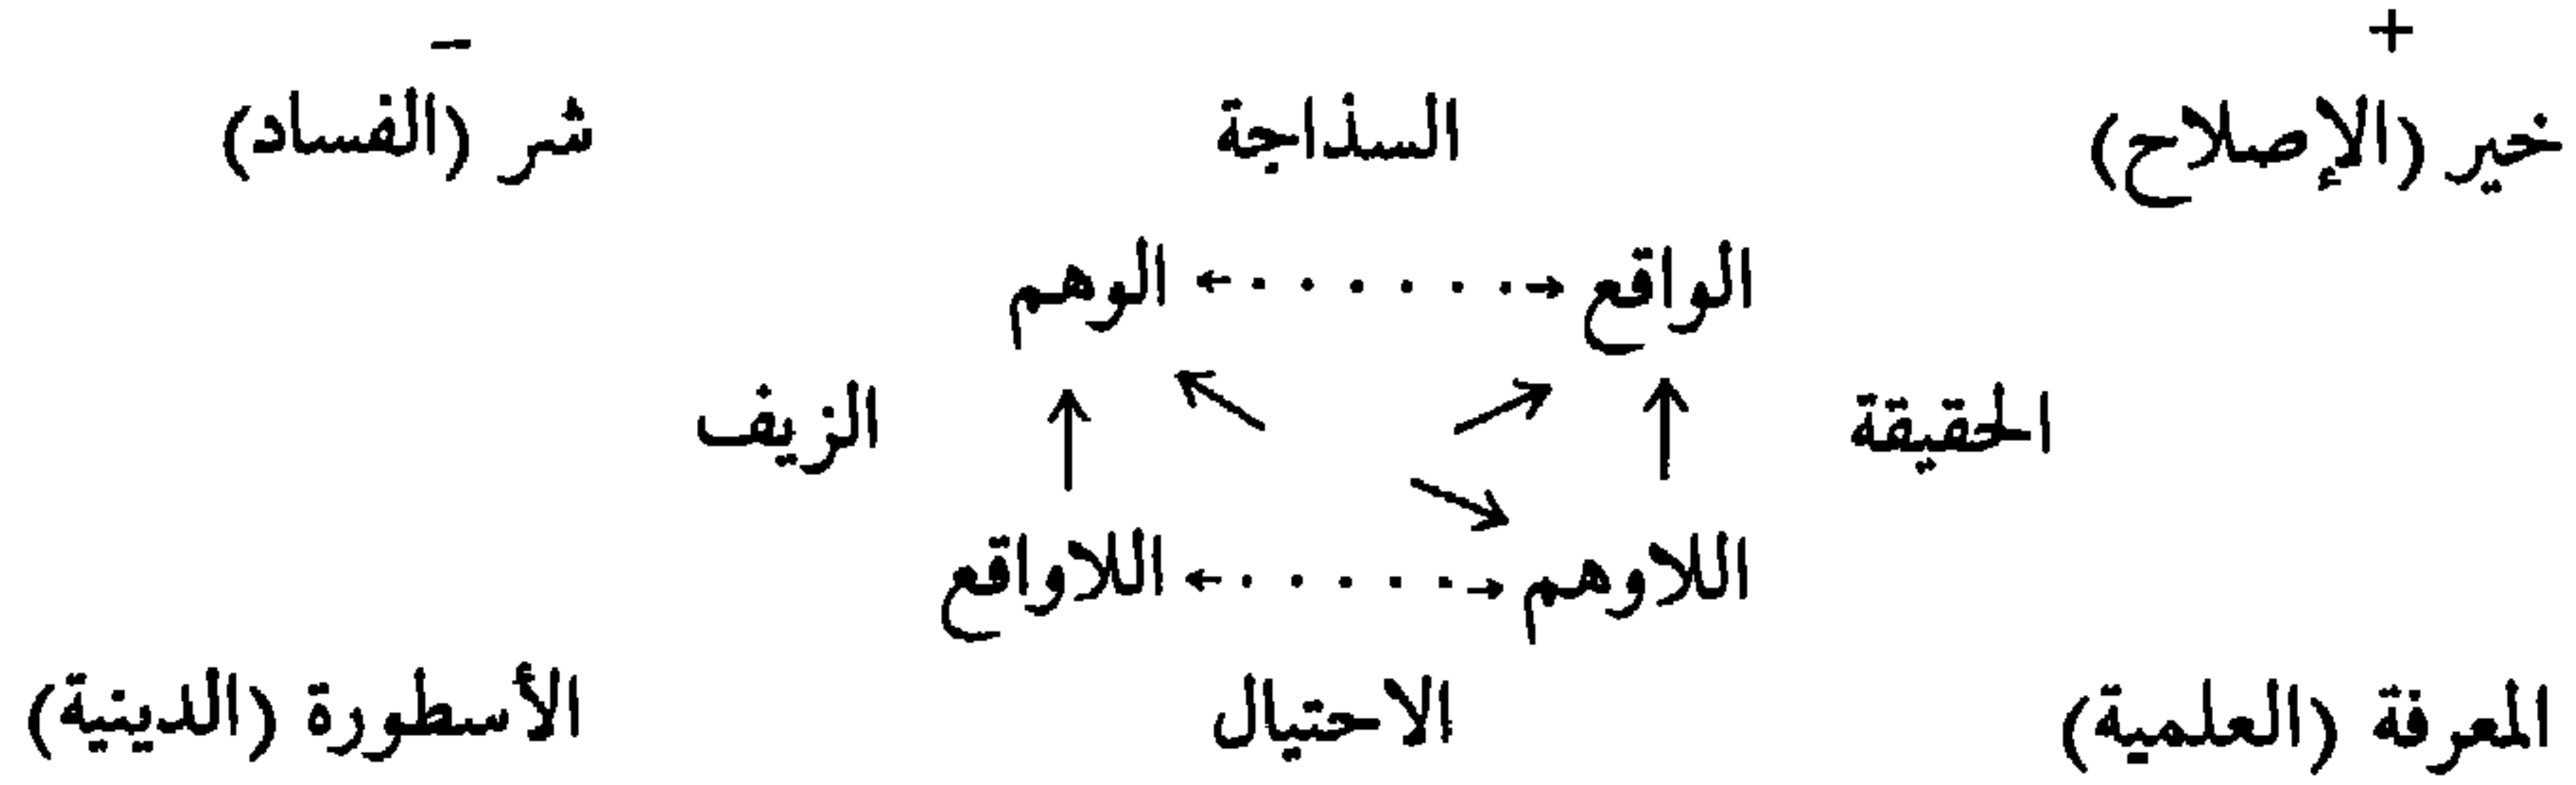 + −
خير (الإصلاح) السذاجة شر (الفساد)
الواقع الوهم
الحقيقة الزيف
اللاوهم اللاواقع
المعرفة (العلمية) الاحتيال الأسطورة (الدينية)